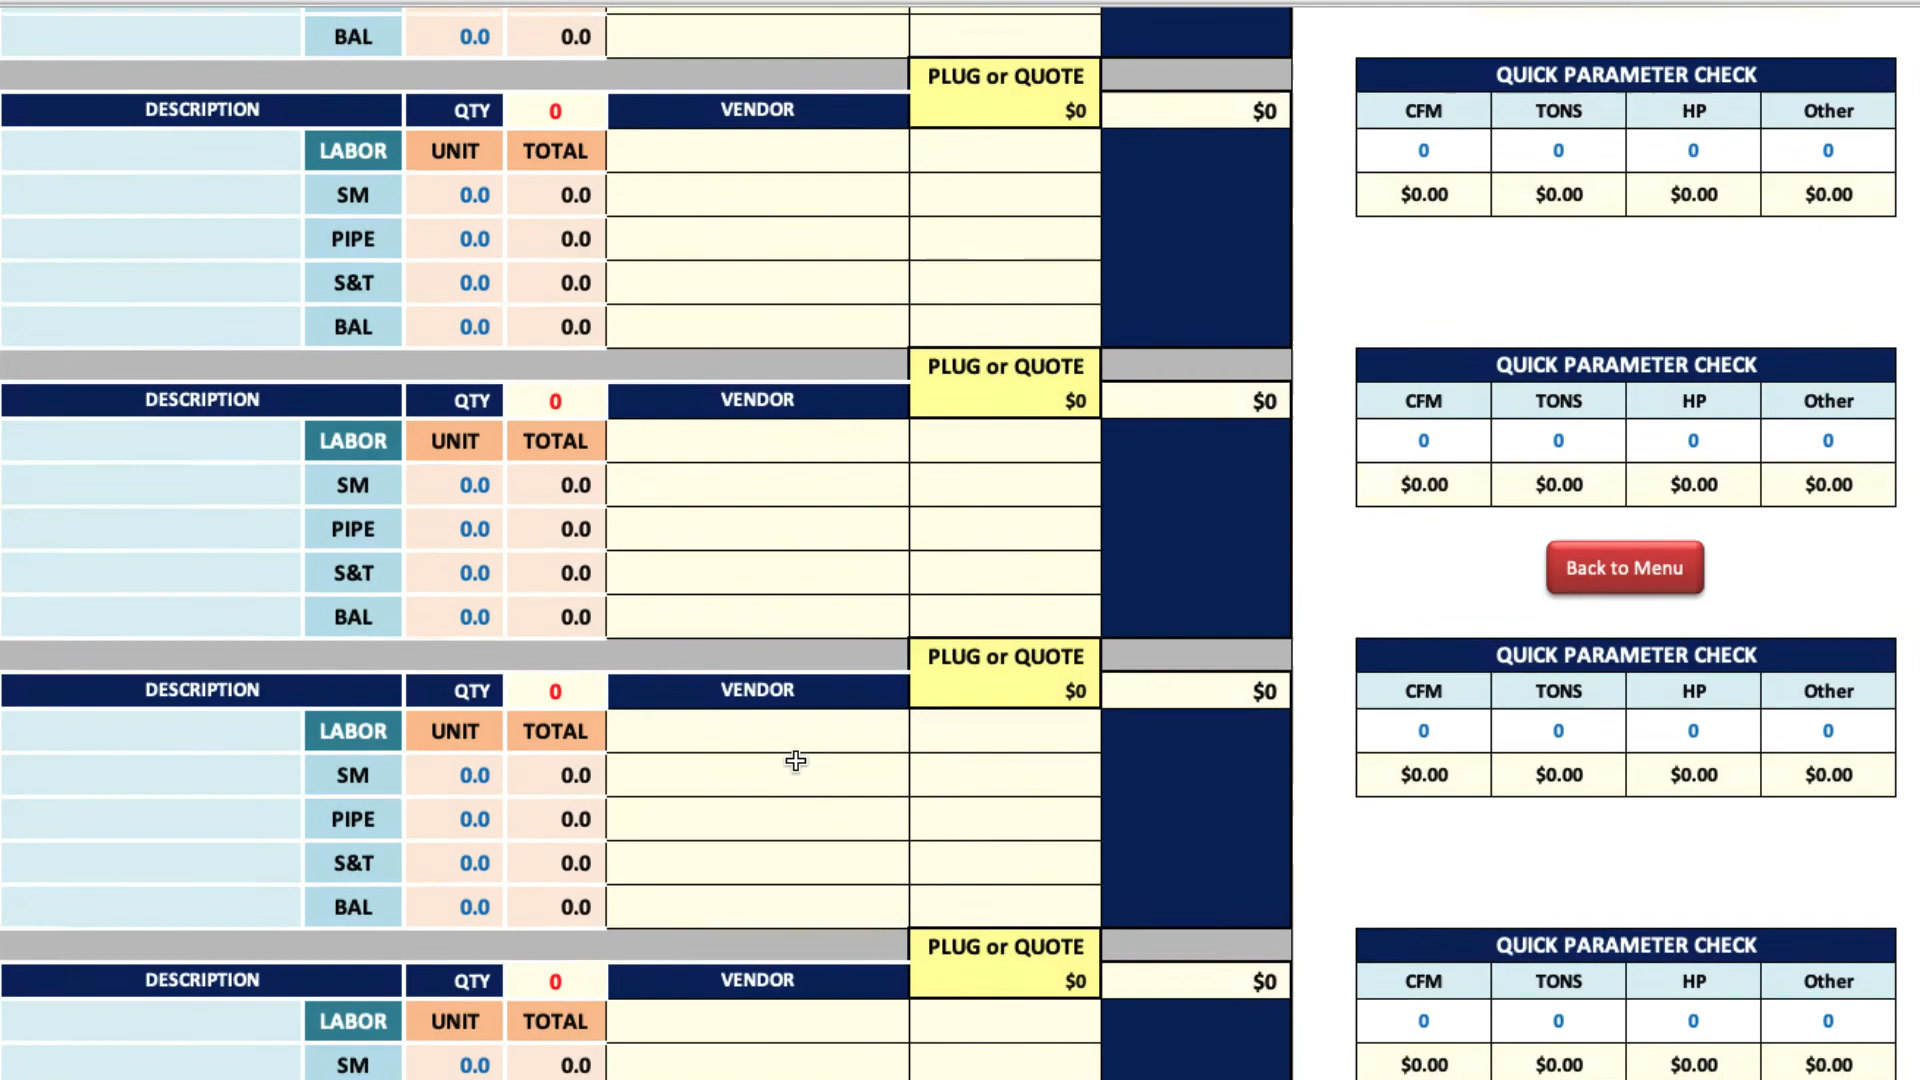 BAL 0.0 0.0
PLUG or QUOTE QUICK PARAMETER CHECK
DESCRIPTION QTY 0 VENDOR $0 $0 CFM TONS HP Other
LABOR UNIT TOTAL 0 0 0 0
SM 0.0 0.0 $0.00 $0.00 $0.00 $0.00
PIPE 0.0 0.0
S&T 0.0 0.0
BAL 0.0 0.0
PLUG or QUOTE QUICK PARAMETER CHECK
DESCRIPTION QTY 0 VENDOR $0 $0 CFM TONS HP Other
LABOR UNIT TOTAL 0 0 0 0
SM 0.0 0.0 $0.00 $0.00 $0.00 $0.00
PIPE 0.0 0.0
S&T 0.0 0.0 Back to Menu
BAL 0.0 0.0
PLUG or QUOTE QUICK PARAMETER CHECK
DESCRIPTION QTY 0 VENDOR $0 $0 CFM TONS HP Other
LABOR UNIT TOTAL 0 0 0 0
SM 0.0 0.0 $0.00 $0.00 $0.00 $0.00
PIPE 0.0 0.0
S&T 0.0 0.0
BAL 0.0 0.0
PLUG or QUOTE QUICK PARAMETER CHECK
DESCRIPTION QTY 0 VENDOR $0 $0 CFM TONS HP Other
LABOR UNIT TOTAL 0 0 0 0
SM 0.0 0.0 $0.00 $0.00 $0.00 $0.00